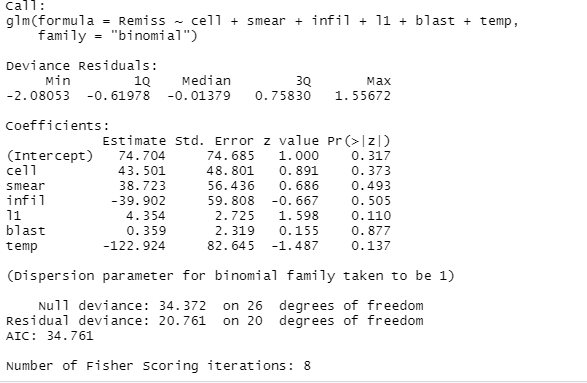 Call:
glm(formula = Remiss ~ cell + smear + infil + l1 + blast + temp,
    family = "binomial")
Deviance Residuals:
     Min       1Q   Median       3Q      Max
-2.08053 -0.61978 -0.01379  0.75830  1.55672
Coefficients:
            Estimate Std. Error z value Pr(>|z|)
(Intercept)   74.704     74.685   1.000    0.317
cell          43.501     48.801   0.891    0.373
smear         38.723     56.436   0.686    0.493
infil        -39.902     59.808  -0.667    0.505
l1             4.354      2.725   1.598    0.110
blast          0.359      2.319   0.155    0.877
temp        -122.924     82.645  -1.487    0.137
(Dispersion parameter for binomial family taken to be 1)
    Null deviance: 34.372  on 26  degrees of freedom
Residual deviance: 20.761  on 20  degrees of freedom
AIC: 34.761
Number of Fisher Scoring iterations: 8